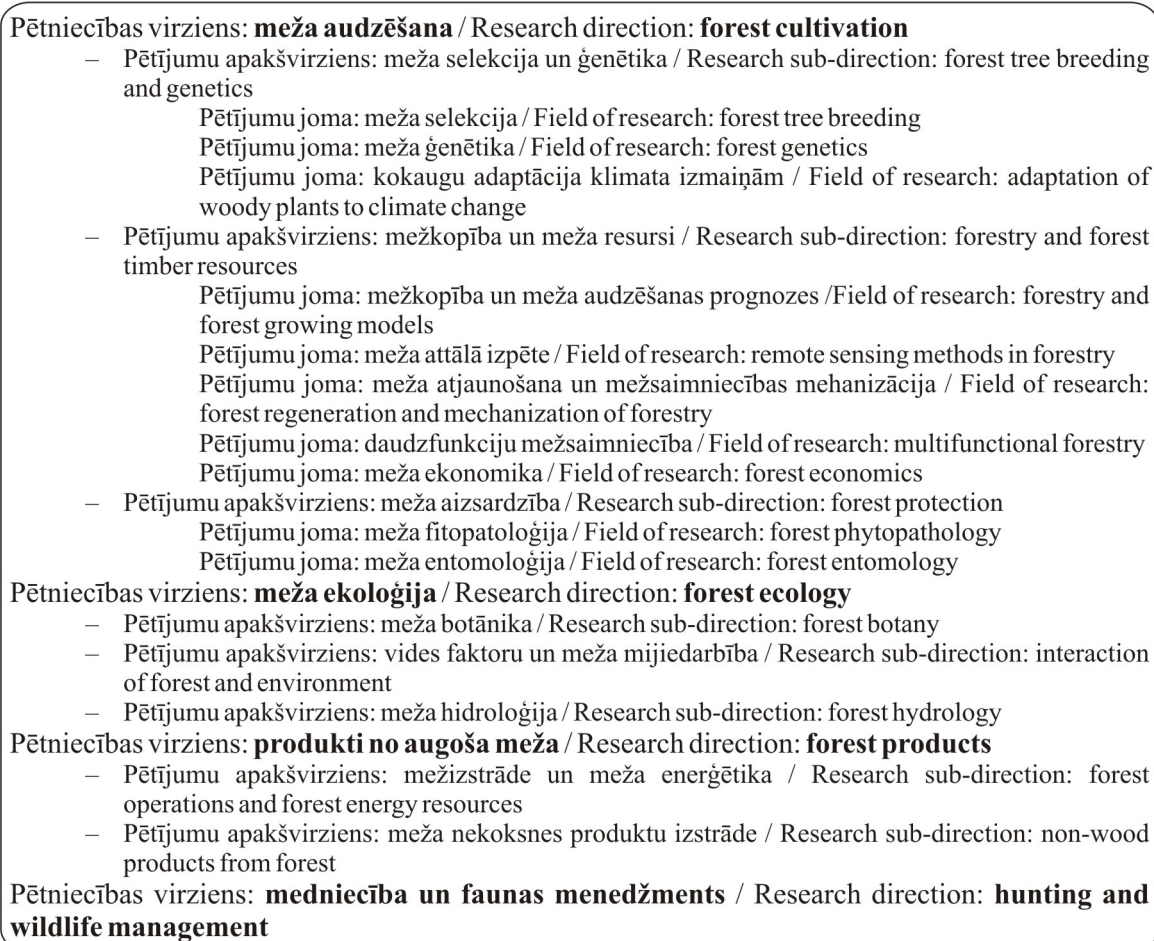 Pētniecības virziens: meža audzēšana / Research direction: forest cultivation
– Pētījumu apakšvirziens: meža selekcija un ģenētika / Research sub-direction: forest tree breeding
and genetics
Pētījumu joma: meža selekcija / Field of research: forest tree breeding
Pētījumu joma: meža ģenētika / Field of research: forest genetics
Pētījumu joma: kokaugu adaptācija klimata izmaiņām / Field of research: adaptation of
woody plants to climate change
– Pētījumu apakšvirziens: mežkopība un meža resursi / Research sub-direction: forestry and forest
timber resources
Pētījumu joma: mežkopība un meža audzēšanas prognozes /Field of research: forestry and
forest growing models
Pētījumu joma: meža attālā izpēte / Field of research: remote sensing methods in forestry
Pētījumu joma: meža atjaunošana un mežsaimniecības mehanizācija / Field of research:
forest regeneration and mechanization of forestry
Pētījumu joma: daudzfunkciju mežsaimniecība / Field of research: multifunctional forestry
Pētījumu joma: meža ekonomika / Field of research: forest economics
– Pētījumu apakšvirziens: meža aizsardzība / Research sub-direction: forest protection
Pētījumu joma: meža fitopatoloģija / Field of research: forest phytopathology
Pētījumu joma: meža entomoloģija / Field of research: forest entomology
Pētniecības virziens: meža ekoloģija / Research direction: forest ecology
– Pētījumu apakšvirziens: meža botānika / Research sub-direction: forest botany
– Pētījumu apakšvirziens: vides faktoru un meža mijiedarbība / Research sub-direction: interaction
of forest and environment
– Pētījumu apakšvirziens: meža hidroloģija / Research sub-direction: forest hydrology
Pētniecības virziens: produkti no augoša meža / Research direction: forest products
– Pētījumu apakšvirziens: mežizstrāde un meža enerģētika / Research sub-direction: forest
operations and forest energy resources
– Pētījumu apakšvirziens: meža nekoksnes produktu izstrāde / Research sub-direction: non-wood
products from forest
Pētniecības virziens: medniecība un faunas menedžments / Research direction: hunting and
wildlife management